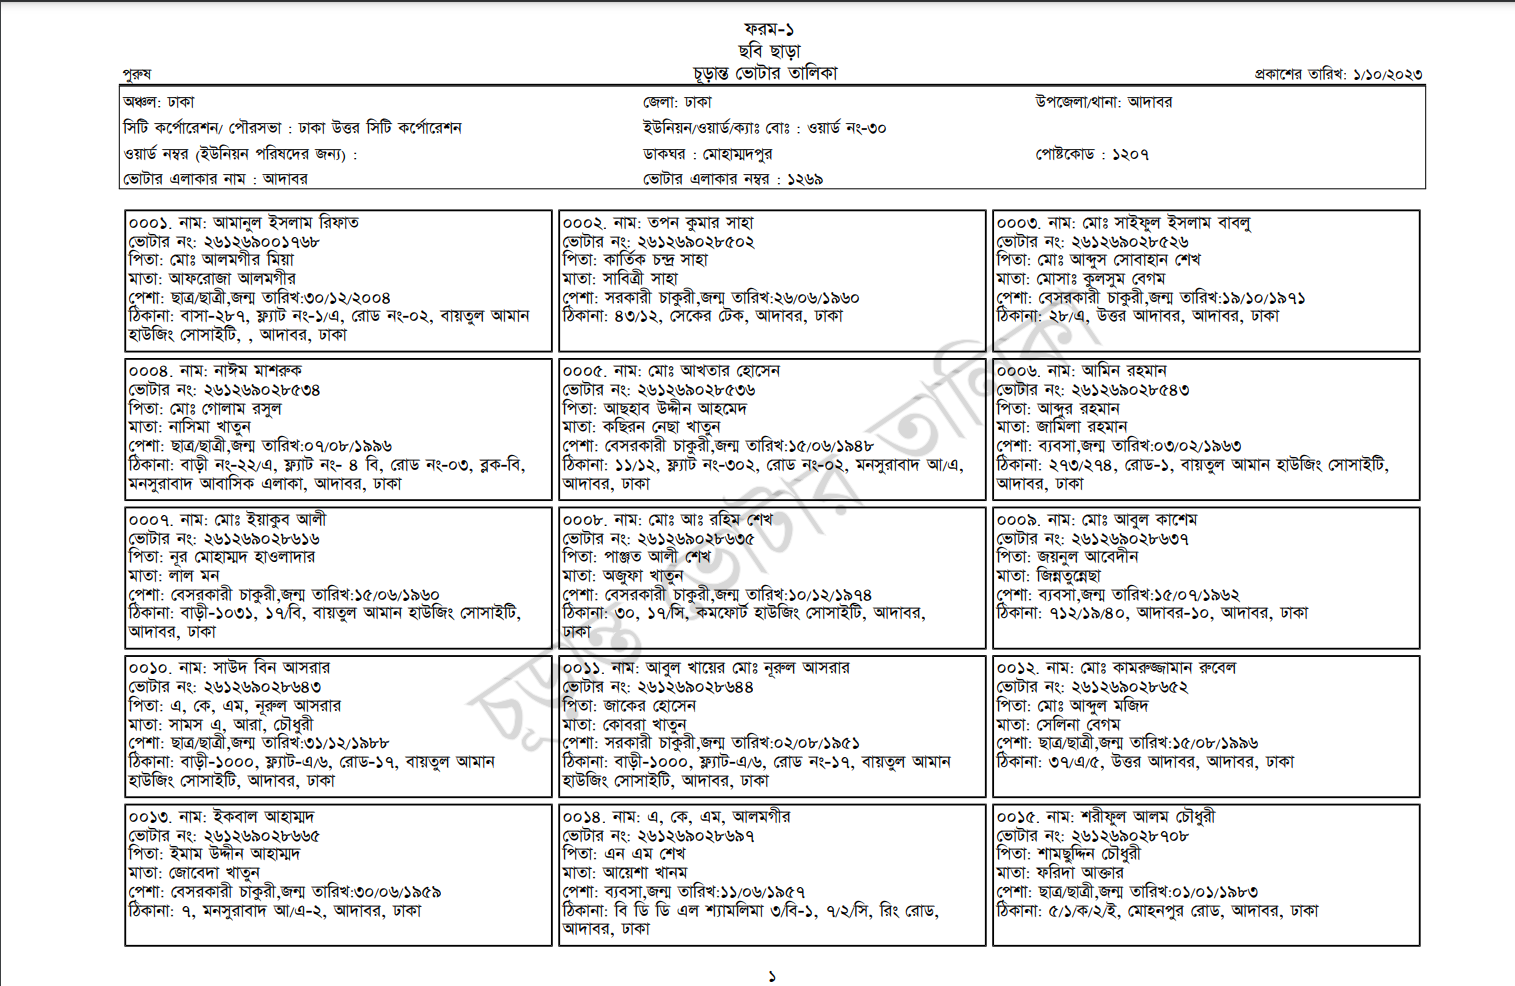 ফরম-১
ছবি ছাড়া
পুরুষ চূড়ান্ত ভোটার তালিকা প্রকাশের তারিখ: ১/১০/২০২৩
অঞ্চল: ঢাকা জেলা: ঢাকা উপজেলা/থানা: আদাবর
সিটি কর্পোরেশন/ পৌরসভা : ঢাকা উত্তর সিটি কর্পোরেশন ইউনিয়ন/ওয়ার্ড/ক্যাঃ বোঃ : ওয়ার্ড নং-৩০
ওয়ার্ড নম্বর (ইউনিয়ন পরিষদের জন্য) : ডাকঘর : মোহাম্মদপুর পোষ্টকোড : ১২০৭
ভোটার এলাকার নাম : আদাবর ভোটার এলাকার নম্বর : ১২৬৯
০০০১. নাম: আমানুল ইসলাম রিফাত
ভোটার নং: ২৬১২৬৯০০১৭৬৮
পিতা: মোঃ আলমগীর মিয়া
মাতা: আফরোজা আলমগীর
পেশা: ছাত্র/ছাত্রী,জন্ম তারিখ:৩০/১২/২০০৪
ঠিকানা: বাসা-২৮৭, ফ্ল্যাট নং-১/এ, রোড নং-০২, বায়তুল আমান
হাউজিং সোসাইটি, , আদাবর, ঢাকা
০০০২. নাম: তপন কুমার সাহা
ভোটার নং: ২৬১২৬৯০২৮৫০২
পিতা: কার্তিক চন্দ্র সাহা
মাতা: সাবিত্রী সাহা
পেশা: সরকারী চাকুরী,জন্ম তারিখ:২৬/০৬/১৯৬০
ঠিকানা: ৪৩/১২, সেকের টেক, আদাবর, ঢাকা
০০০৩. নাম: মোঃ সাইফুল ইসলাম বাবলু
ভোটার নং: ২৬১২৬৯০২৮৫২৬
পিতা: মোঃ আব্দুস সোবাহান শেখ
মাতা: মোসাঃ কুলসুম বেগম
পেশা: বেসরকারী চাকুরী,জন্ম তারিখ:১৯/১০/১৯৭১
ঠিকানা: ২৮/এ, উত্তর আদাবর, আদাবর, ঢাকা
০০০৪. নাম: নাঈম মাশরুক
ভোটার নং: ২৬১২৬৯০২৮৫৩৪
পিতা: মোঃ গোলাম রসুল
মাতা: নাসিমা খাতুন
পেশা: ছাত্র/ছাত্রী,জন্ম তারিখ:০৭/০৮/১৯৯৬
ঠিকানা: বাড়ী নং-২২/এ, ফ্ল্যাট নং- ৪ বি, রোড নং-০৩, ব্লক-বি,
মনসুরাবাদ আবাসিক এলাকা, আদাবর, ঢাকা
০০০৫. নাম: মোঃ আখতার হোসেন
ভোটার নং: ২৬১২৬৯০২৮৫৩৬
পিতা: আছহাব উদ্দীন আহমেদ
মাতা: কছিরন নেছা খাতুন
পেশা: বেসরকারী চাকুরী,জন্ম তারিখ:১৫/০৬/১৯৪৮
ঠিকানা: ১১/১২, ফ্ল্যাট নং-৩০২, রোড নং-০২, মনসুরাবাদ আ/এ,
আদাবর, ঢাকা
০০০৬. নাম: আমিন রহমান
ভোটার নং: ২৬১২৬৯০২৮৫৪৩
পিতা: আব্দুর রহমান
মাতা: জামিলা রহমান
পেশা: ব্যবসা,জন্ম তারিখ:০৩/০২/১৯৬৩
ঠিকানা: ২৭৩/২৭৪, রোড-১, বায়তুল আমান হাউজিং সোসাইটি,
আদাবর, ঢাকা
০০০৭. নাম: মোঃ ইয়াকুব আলী
ভোটার নং: ২৬১২৬৯০২৮৬১৬
পিতা: নূর মোহাম্মদ হাওলাদার
মাতা: লাল মন
পেশা: বেসরকারী চাকুরী,জন্ম তারিখ:১৫/০৬/১৯৬০
ঠিকানা: বাড়ী-১০৩১, ১৭/বি, বায়তুল আমান হাউজিং সোসাইটি,
আদাবর, ঢাকা
০০০৮. নাম: মোঃ আঃ রহিম শেখ
ভোটার নং: ২৬১২৬৯০২৮৬৩৫
পিতা: পাঞ্জত আলী শেখ
মাতা: অজুফা খাতুন
পেশা: বেসরকারী চাকুরী,জন্ম তারিখ:১০/১২/১৯৭৪
ঠিকানা: ৩০, ১৭/সি, কমফোর্ট হাউজিং সোসাইটি, আদাবর,
ঢাকা
০০০৯. নাম: মোঃ আবুল কাশেম
ভোটার নং: ২৬১২৬৯০২৮৬৩৭
পিতা: জয়নুল আবেদীন
মাতা: জিন্নতুন্নেছা
পেশা: ব্যবসা,জন্ম তারিখ:১৫/০৭/১৯৬২
ঠিকানা: ৭১২/১৯/৪০, আদাবর-১০, আদাবর, ঢাকা
০০১০. নাম: সাউদ বিন আসরার
ভোটার নং: ২৬১২৬৯০২৮৬৪৩
পিতা: এ, কে, এম, নূরুল আসরার
মাতা: সামস এ, আরা, চৌধুরী
পেশা: ছাত্র/ছাত্রী,জন্ম তারিখ:৩১/১২/১৯৮৮
ঠিকানা: বাড়ী-১০০০, ফ্ল্যাট-এ/৬, রোড-১৭, বায়তুল আমান
হাউজিং সোসাইটি, আদাবর, ঢাকা
০০১১. নাম: আবুল খায়ের মোঃ নূরুল আসরার
ভোটার নং: ২৬১২৬৯০২৮৬৪৪
পিতা: জাকের হোসেন
মাতা: কোবরা খাতুন
পেশা: সরকারী চাকুরী,জন্ম তারিখ:০২/০৮/১৯৫১
ঠিকানা: বাড়ী-১০০০, ফ্ল্যাট-এ/৬, রোড নং-১৭, বায়তুল আমান
হাউজিং সোসাইটি, আদাবর, ঢাকা
০০১২. নাম: মোঃ কামরুজ্জামান রুবেল
ভোটার নং: ২৬১২৬৯০২৮৬৫২
পিতা: মোঃ আব্দুল মজিদ
মাতা: সেলিনা বেগম
পেশা: ছাত্র/ছাত্রী,জন্ম তারিখ:১৫/০৮/১৯৯৬
ঠিকানা: ৩৭/এ/৫, উত্তর আদাবর, আদাবর, ঢাকা
০০১৩. নাম: ইকবাল আহাম্মদ
ভোটার নং: ২৬১২৬৯০২৮৬৬৫
পিতা: ইমাম উদ্দীন আহাম্মদ
মাতা: জোবেদা খাতুন
পেশা: বেসরকারী চাকুরী,জন্ম তারিখ:৩০/০৬/১৯৫৯
ঠিকানা: ৭, মনসুরাবাদ আ/এ-২, আদাবর, ঢাকা
০০১৪. নাম: এ, কে, এম, আলমগীর
ভোটার নং: ২৬১২৬৯০২৮৬৯৭
পিতা: এন এম শেখ
মাতা: আয়েশা খানম
পেশা: ব্যবসা,জন্ম তারিখ:১১/০৬/১৯৫৭
ঠিকানা: বি ডি ডি এল শ্যামলিমা ৩/বি-১, ৭/২/সি, রিং রোড,
আদাবর, ঢাকা
০০১৫. নাম: শরীফুল আলম চৌধুরী
ভোটার নং: ২৬১২৬৯০২৮৭০৮
পিতা: শামছুদ্দিন চৌধুরী
মাতা: ফরিদা আক্তার
পেশা: ছাত্র/ছাত্রী,জন্ম তারিখ:০১/০১/১৯৮৩
ঠিকানা: ৫/১/ক/২/ই, মোহনপুর রোড, আদাবর, ঢাকা
চূড়ান্ত ভোটার তালিকা
১